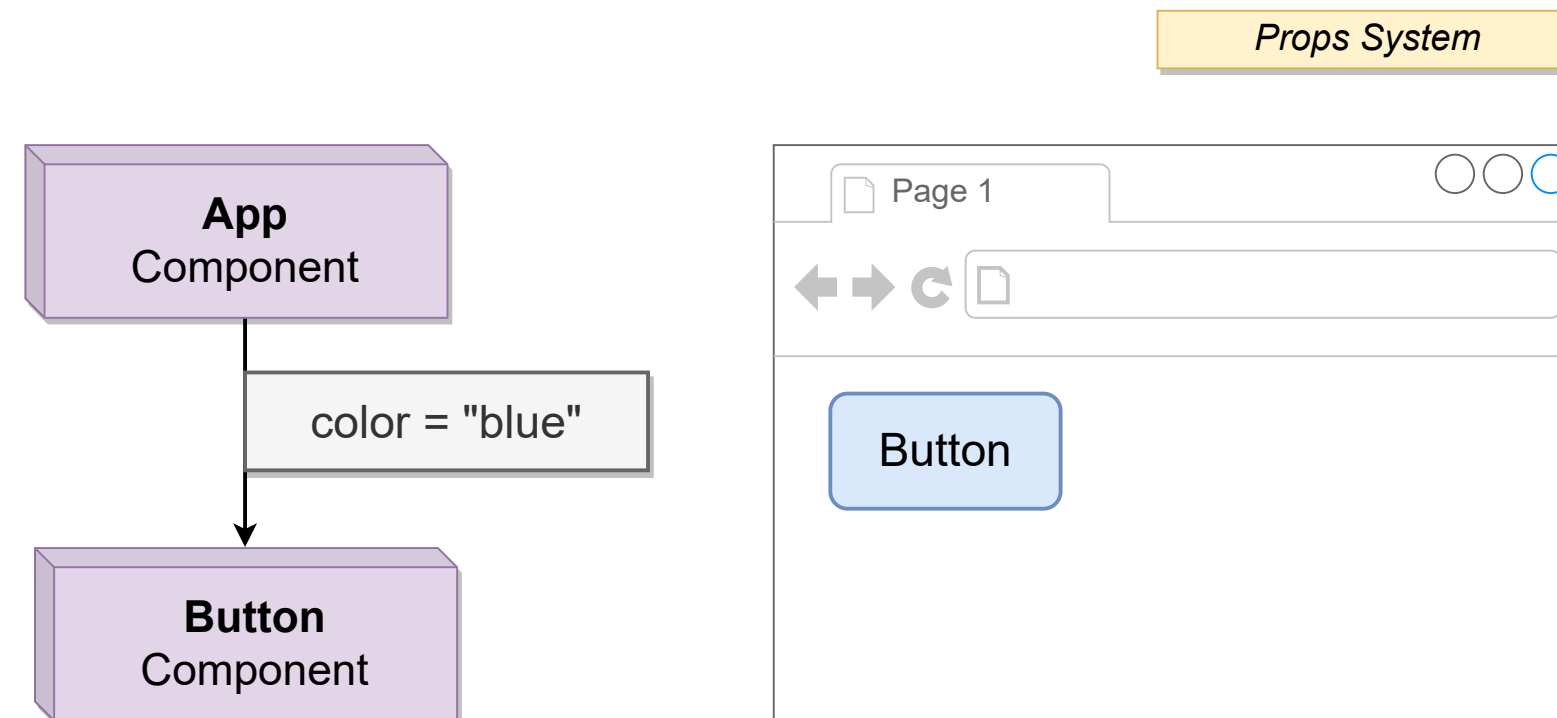 Props System
App
Component
color = "blue"
Button
Component
Page 1
Button